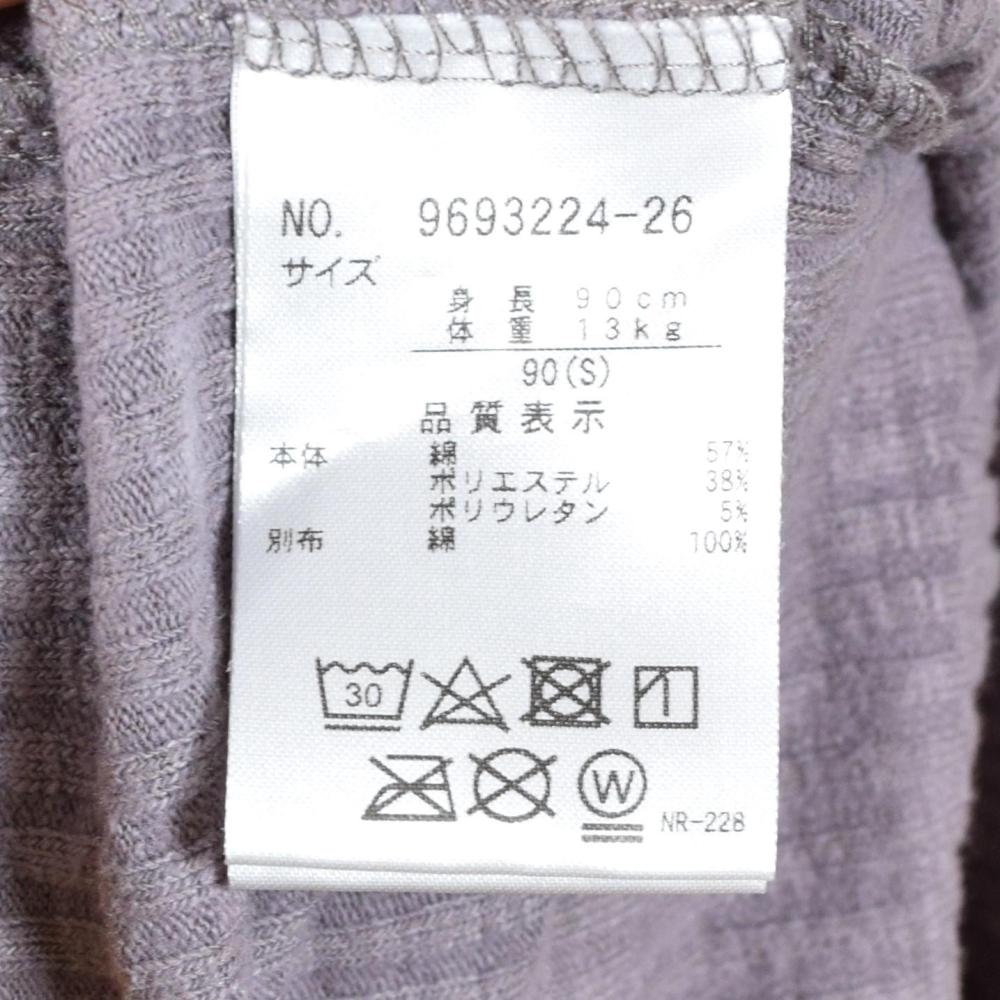 NO. 9693224-26
サイズ
身長 90cm
体重 13kg
90(S)
品質表示
本体 綿 57%
ポリエステル 38%
ポリウレタン 5%
別布 綿 100%
30
W
NR-228